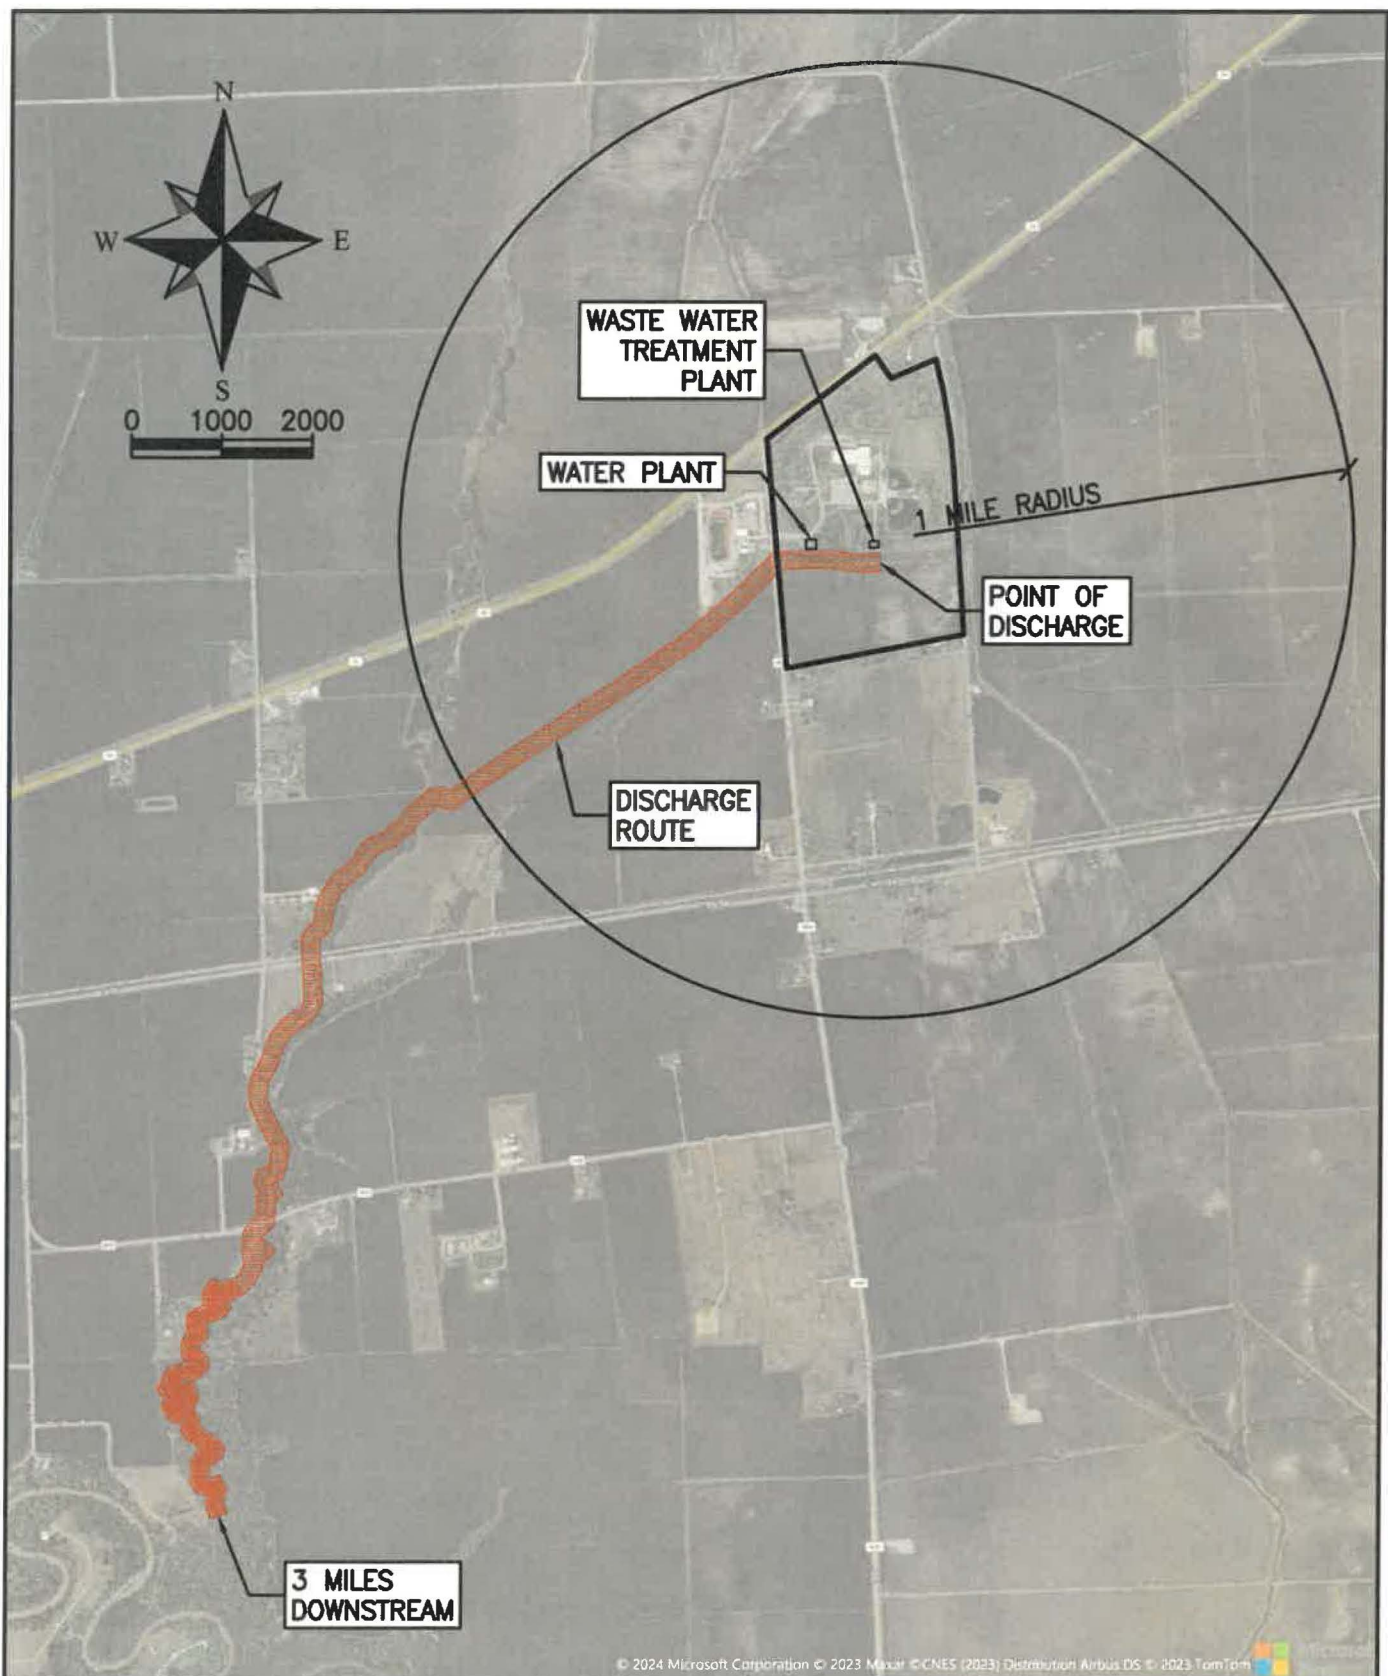 N
W E
S
0 1000 2000
WASTE WATER
TREATMENT
PLANT
WATER PLANT
1 MILE RADIUS
POINT OF
DISCHARGE
DISCHARGE
ROUTE
3 MILES
DOWNSTREAM
© 2024 Microsoft Corporation © 2023 Maxar ©CNES (2023) Distribution Airbus DS © 2023 TomTom
Microsoft